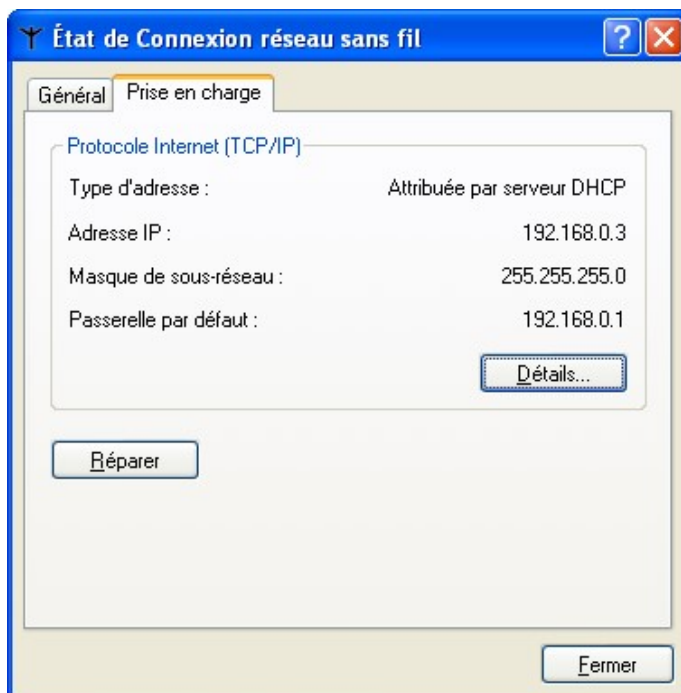 État de Connexion réseau sans fil
Général Prise en charge
Protocole Internet (TCP/IP)
Type d'adresse : Attribuée par serveur DHCP
Adresse IP : 192.168.0.3
Masque de sous-réseau : 255.255.255.0
Passerelle par défaut : 192.168.0.1
Détails...
Réparer
Fermer